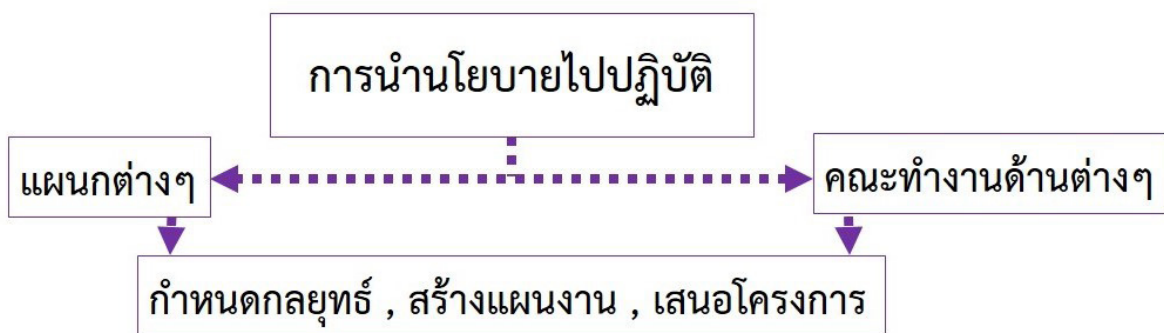 การนำนโยบายไปปฏิบัติ
แผนกต่างๆ
คณะทำงานด้านต่างๆ
กำหนดกลยุทธ์ , สร้างแผนงาน , เสนอโครงการ